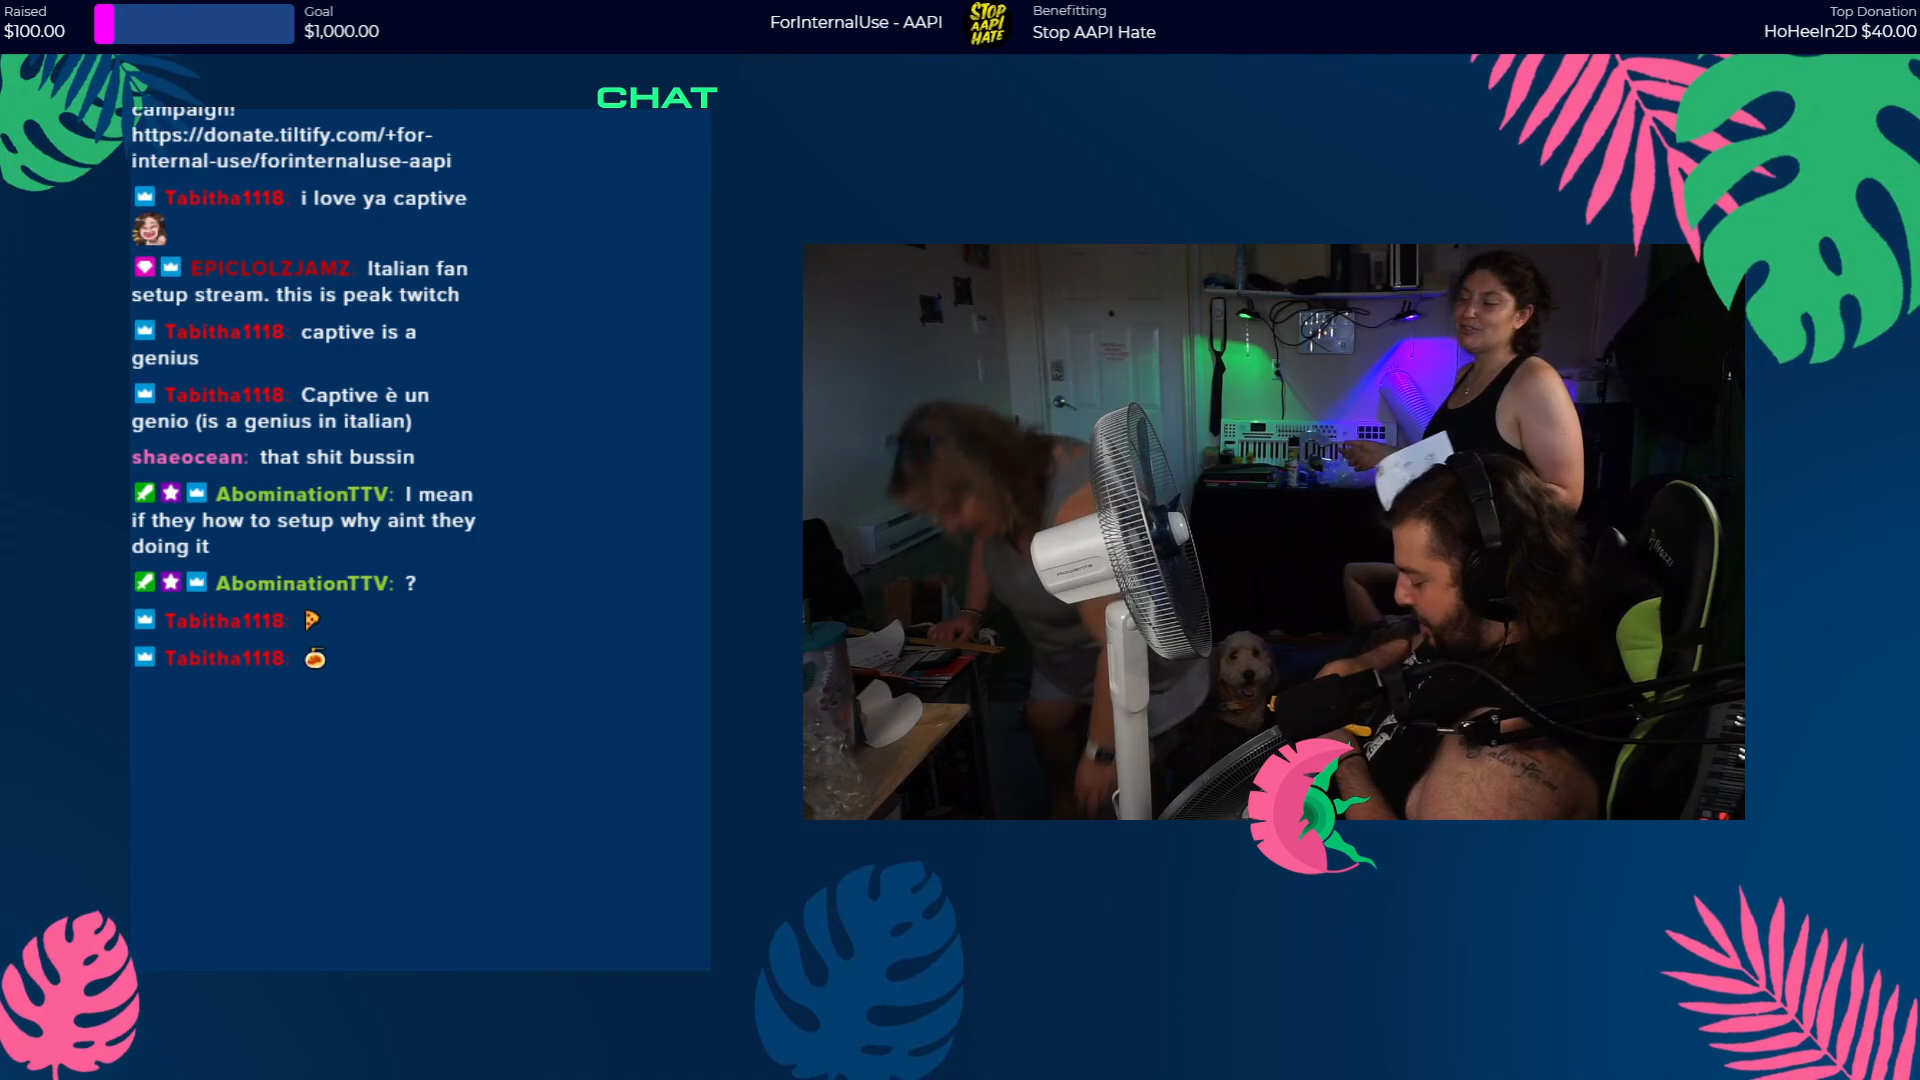 Raised
$100.00
Goal
$1,000.00
ForInternalUse - AAPI
STOP
AAPI
HATE
Benefitting
Stop AAPI Hate
Top Donation
HoHeeIn2D $40.00
CHAT
campaign!
https://donate.tiltify.com/+for-
internal-use/forinternaluse-aapi
Tabitha1118: i love ya captive
EPICLOLZJAMZ: Italian fan
setup stream. this is peak twitch
Tabitha1118: captive is a
genius
Tabitha1118: Captive è un
genio (is a genius in italian)
shaeocean: that shit bussin
AbominationTTV: I mean
if they how to setup why aint they
doing it
AbominationTTV: ?
Tabitha1118:
Tabitha1118:
ROWENTA